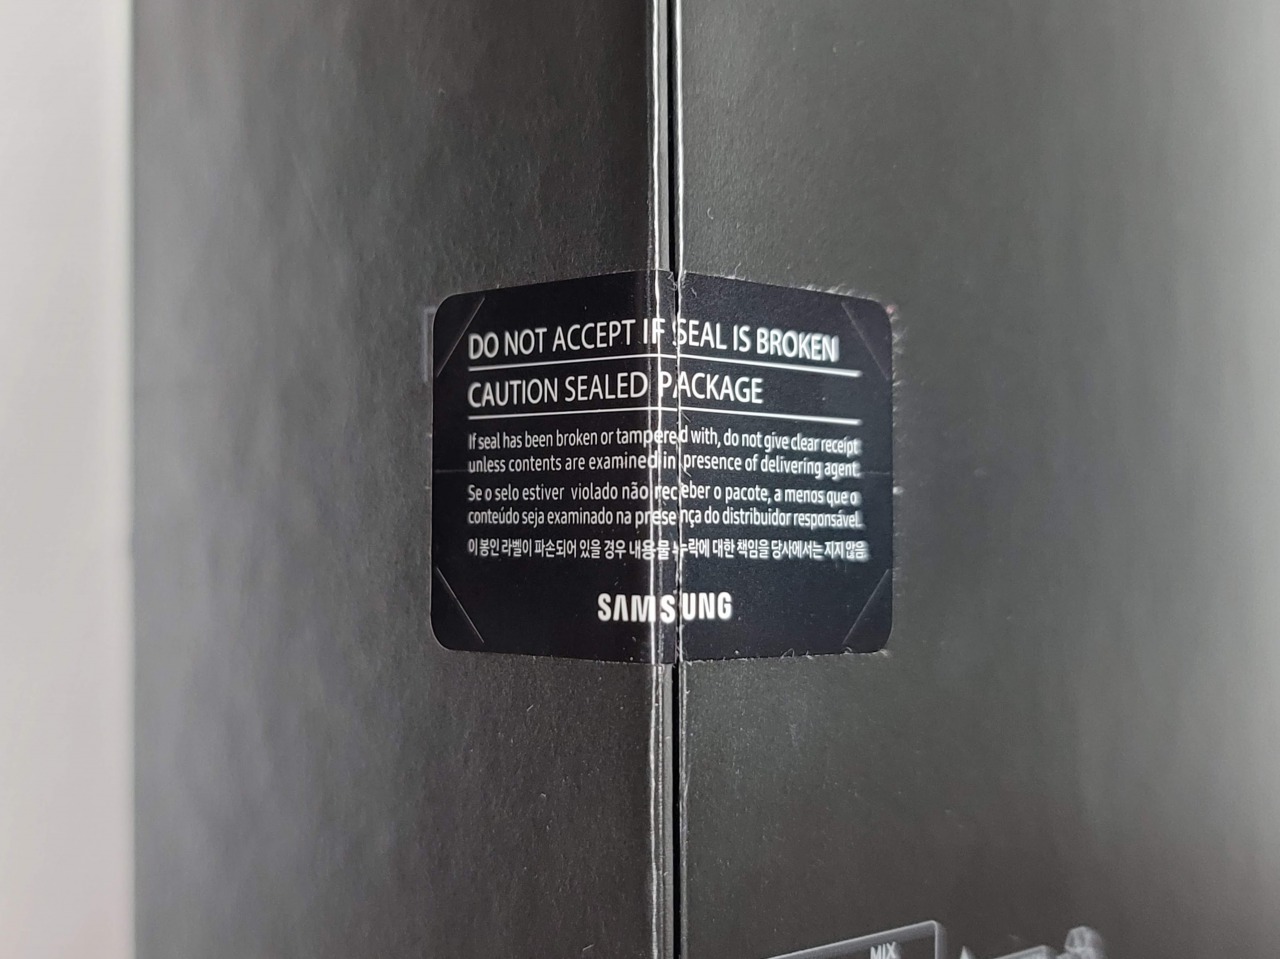 DO NOT ACCEPT IF SEAL IS BROKEN
CAUTION SEALED PACKAGE
If seal has been broken or tampered with, do not give clear receipt
unless contents are examined in presence of delivering agent.
Se o selo estiver violado não receber o pacote, a menos que o
conteúdo seja examinado na presença do distribuidor responsável.
이 봉인 라벨이 파손되어 있을 경우 내용물 누락에 대한 책임을 당사에서는 지지 않음
SAMSUNG
MIX